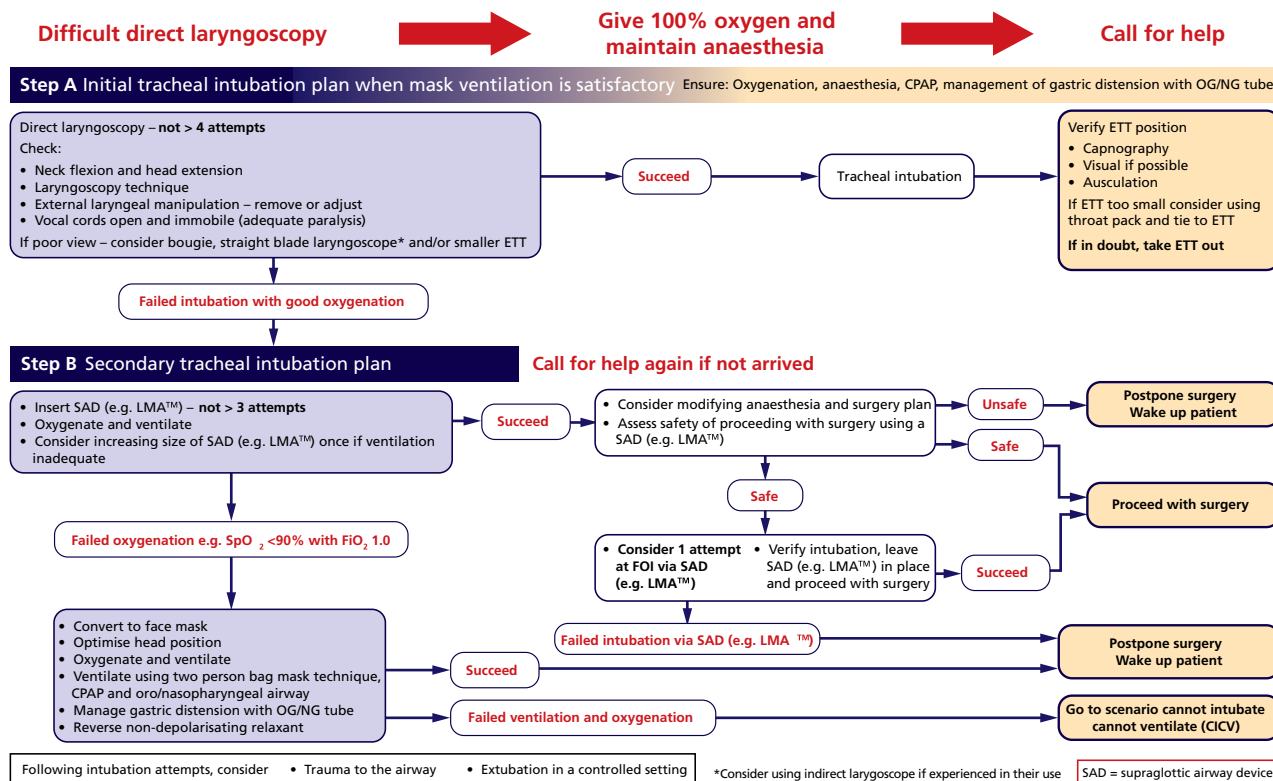 Difficult direct laryngoscopy
Give 100% oxygen and
maintain anaesthesia
Call for help
Step A Initial tracheal intubation plan when mask ventilation is satisfactory
Ensure: Oxygenation, anaesthesia, CPAP, management of gastric distension with OG/NG tube
Direct laryngoscopy – not > 4 attempts
Check:
• Neck flexion and head extension
• Laryngoscopy technique
• External laryngeal manipulation – remove or adjust
• Vocal cords open and immobile (adequate paralysis)
If poor view – consider bougie, straight blade laryngoscope* and/or smaller ETT
Succeed
Tracheal intubation
Verify ETT position
• Capnography
• Visual if possible
• Ausculation
If ETT too small consider using
throat pack and tie to ETT
If in doubt, take ETT out
Failed intubation with good oxygenation
Step B Secondary tracheal intubation plan
Call for help again if not arrived
• Insert SAD (e.g. LMA™) – not > 3 attempts
• Oxygenate and ventilate
• Consider increasing size of SAD (e.g. LMA™) once if ventilation
inadequate
Succeed
• Consider modifying anaesthesia and surgery plan
• Assess safety of proceeding with surgery using a
SAD (e.g. LMA™)
Unsafe
Postpone surgery
Wake up patient
Safe
Safe
Proceed with surgery
Failed oxygenation e.g. SpO2 <90% with FiO2 1.0
• Consider 1 attempt
at FOI via SAD
(e.g. LMA™)
• Verify intubation, leave
SAD (e.g. LMA™) in place
and proceed with surgery
Succeed
Failed intubation via SAD (e.g. LMA ™)
Postpone surgery
Wake up patient
• Convert to face mask
• Optimise head position
• Oxygenate and ventilate
• Ventilate using two person bag mask technique,
CPAP and oro/nasopharyngeal airway
• Manage gastric distension with OG/NG tube
• Reverse non-depolarising relaxant
Succeed
Failed ventilation and oxygenation
Go to scenario cannot intubate
cannot ventilate (CICV)
Following intubation attempts, consider • Trauma to the airway • Extubation in a controlled setting
*Consider using indirect larygoscope if experienced in their use
SAD = supraglottic airway device